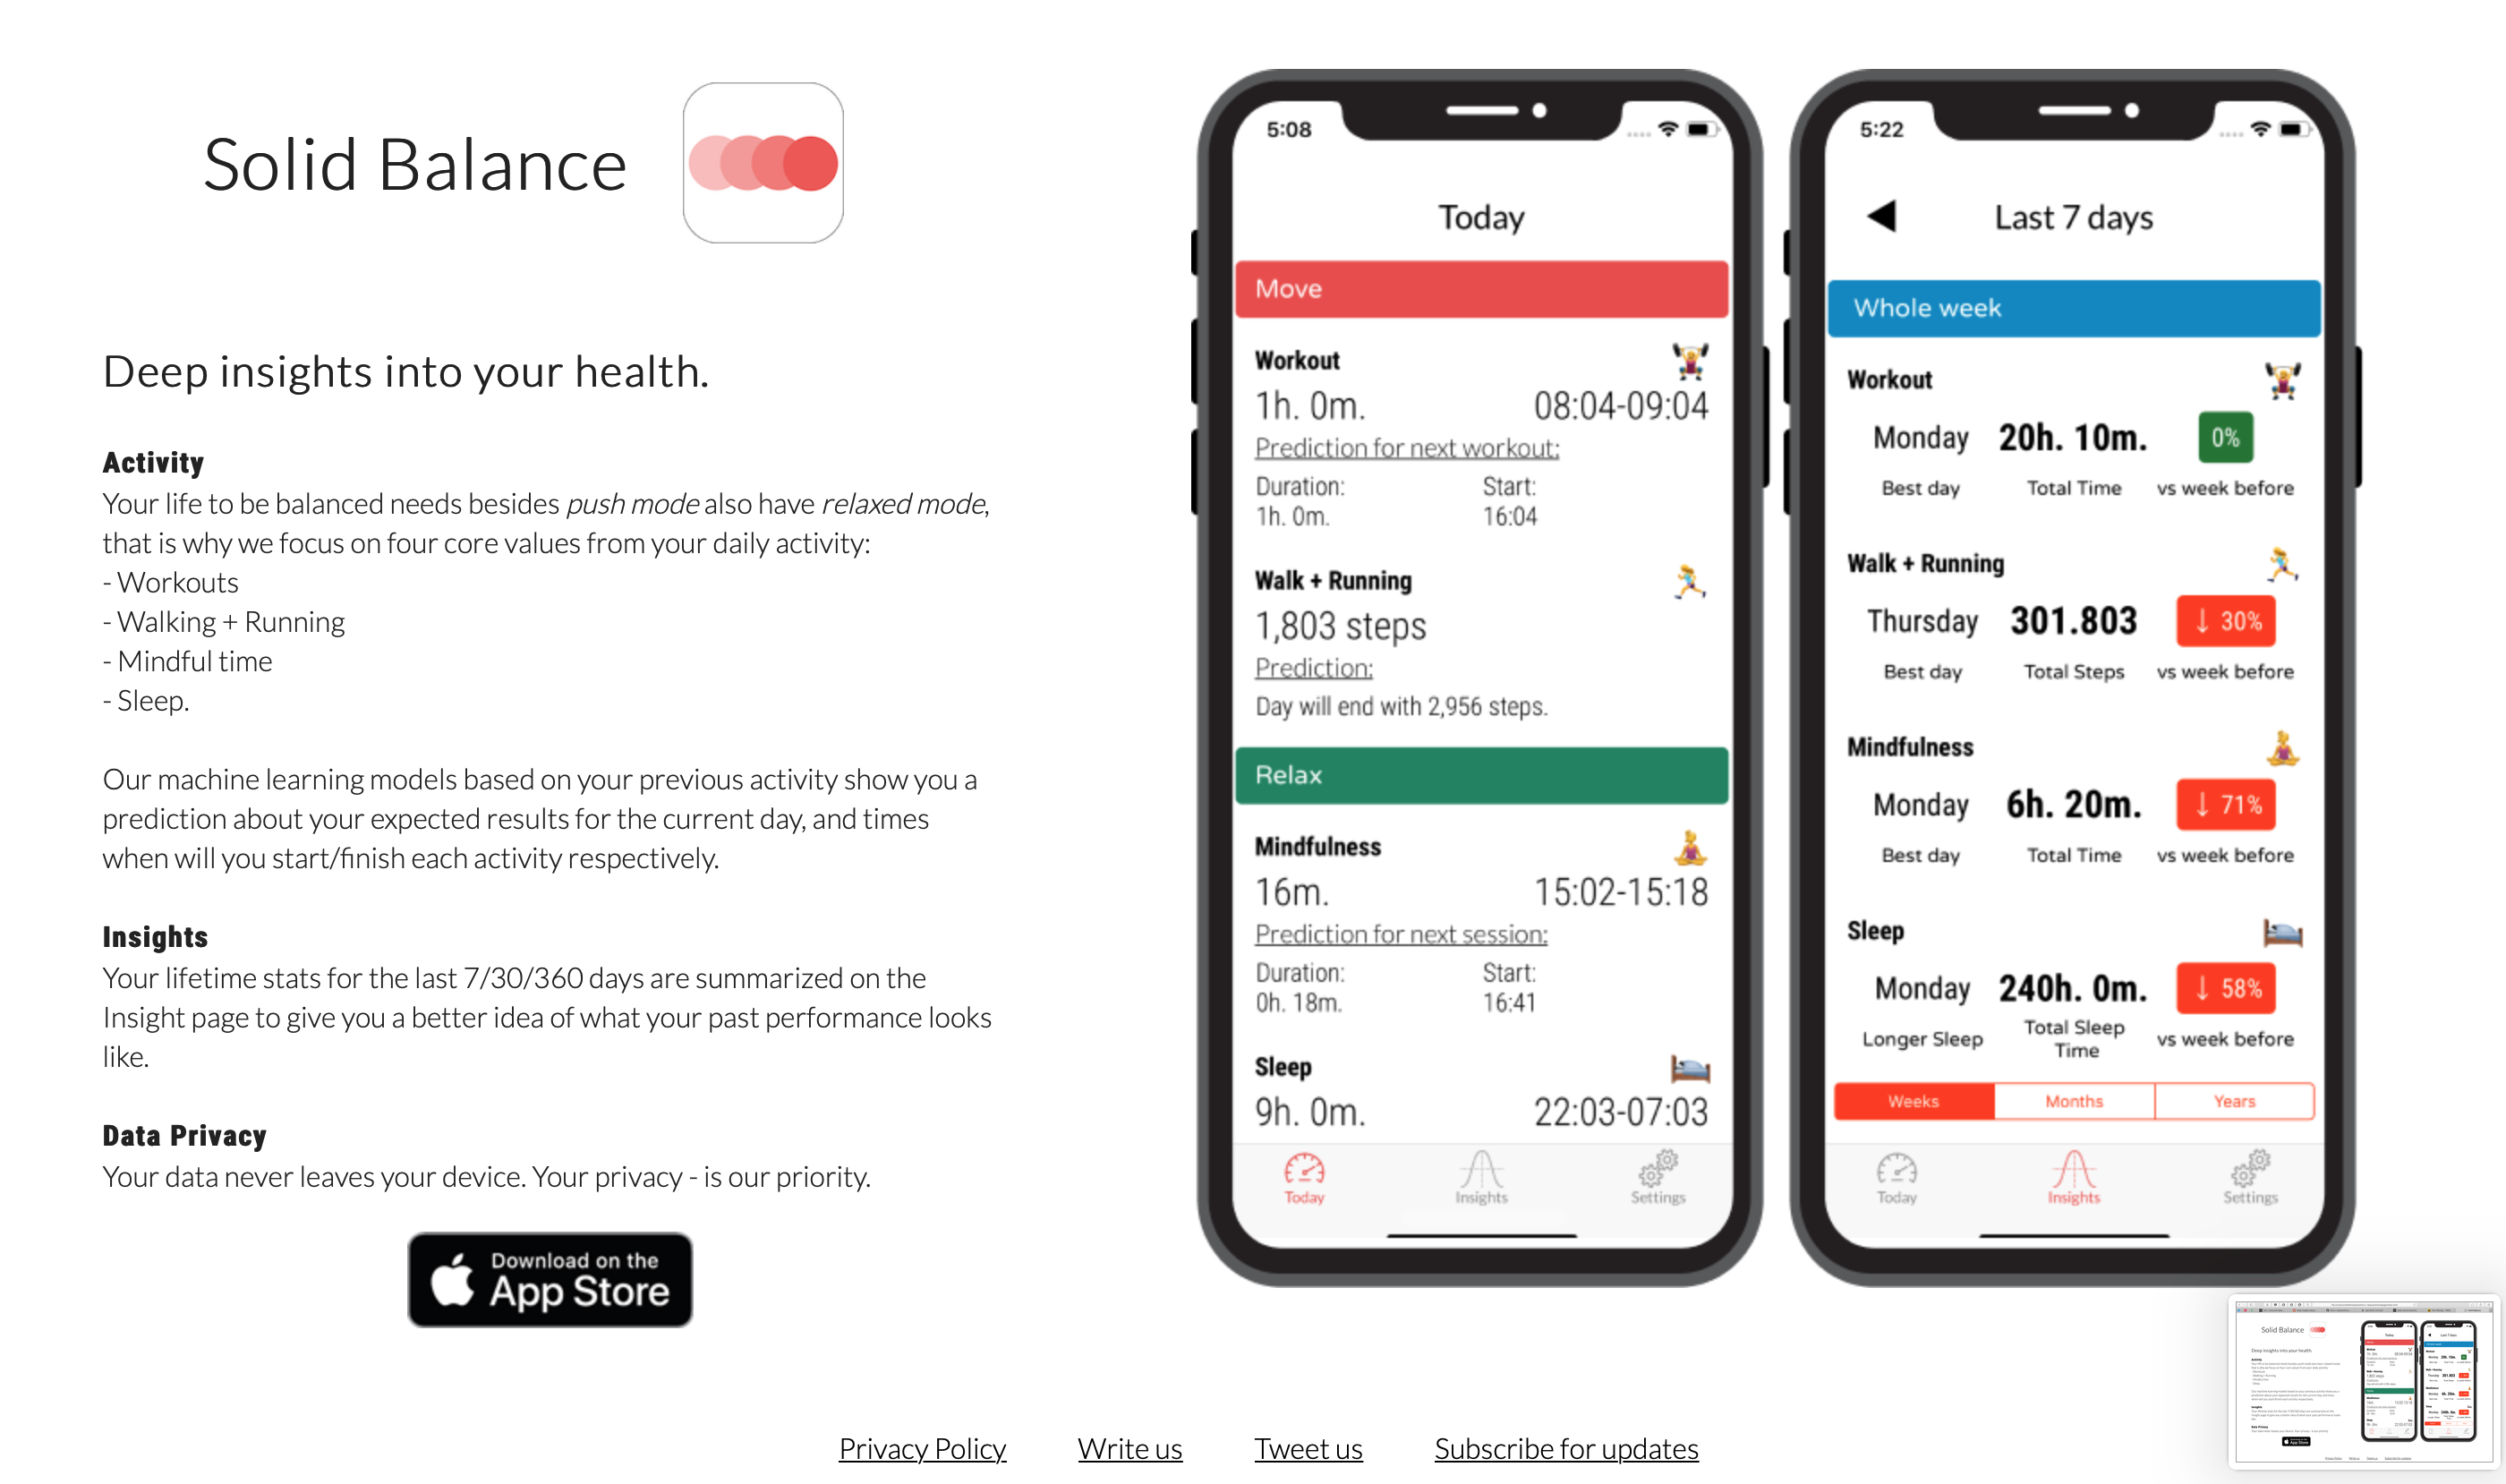 Solid Balance
Deep insights into your health.
Activity
Your life to be balanced needs besides push mode also have relaxed mode,
that is why we focus on four core values from your daily activity:
- Workouts
- Walking + Running
- Mindful time
- Sleep.
Our machine learning models based on your previous activity show you a
prediction about your expected results for the current day, and times
when will you start/finish each activity respectively.
Insights
Your lifetime stats for the last 7/30/360 days are summarized on the
Insight page to give you a better idea of what your past performance looks
like.
Data Privacy
Your data never leaves your device. Your privacy - is our priority.
Download on the
App Store
5:08
Today
Move
Workout
1h. 0m. 08:04-09:04
Prediction for next workout:
Duration: Start:
1h. 0m. 16:04
Walk + Running
1,803 steps
Prediction:
Day will end with 2,956 steps.
Relax
Mindfulness
16m. 15:02-15:18
Prediction for next session:
Duration: Start:
0h. 18m. 16:41
Sleep
9h. 0m. 22:03-07:03
Today Insights Settings
5:22
Last 7 days
Whole week
Workout
Monday 20h. 10m. 0%
Best day Total Time vs week before
Walk + Running
Thursday 301.803 ↓ 30%
Best day Total Steps vs week before
Mindfulness
Monday 6h. 20m. ↓ 71%
Best day Total Time vs week before
Sleep
Monday 240h. 0m. ↓ 58%
Longer Sleep Total Sleep Time vs week before
Weeks Months Years
Today Insights Settings
Privacy Policy Write us Tweet us Subscribe for updates
Solid Balance